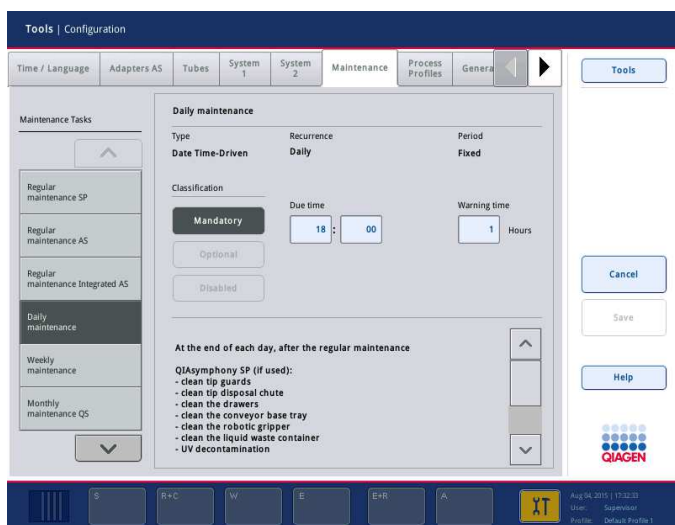 Tools | Configuration
Time / Language
Adapters AS
Tubes
System 1
System 2
Maintenance
Process Profiles
Genera
Tools
Maintenance Tasks
Regular
maintenance SP
Regular
maintenance AS
Regular
maintenance Integrated AS
Daily
maintenance
Weekly
maintenance
Monthly
maintenance QS
Daily maintenance
Type
Recurrence
Period
Date Time-Driven
Daily
Fixed
Classification
Mandatory
Optional
Disabled
Due time
18 : 00
Warning time
1 Hours
At the end of each day, after the regular maintenance
QIAsymphony SP (if used):
- clean tip guards
- clean tip disposal chute
- clean the drawers
- clean the conveyor base tray
- clean the robotic gripper
- clean the liquid waste container
- UV decontamination
Cancel
Save
Help
QIAGEN
S
R+C
W
E
E+R
A
Aug 04, 2015 | 17:32:33
User: Supervisor
Profile: Default Profile 1